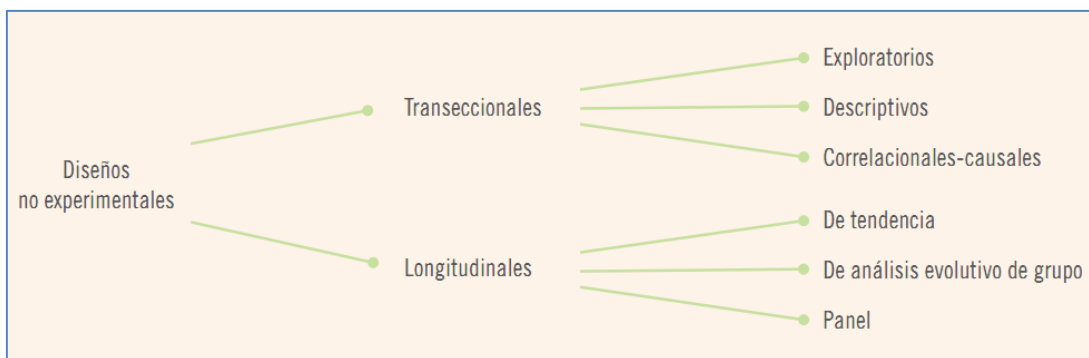 Diseños
no experimentales
Transeccionales
Exploratorios
Descriptivos
Correlacionales-causales
Longitudinales
De tendencia
De análisis evolutivo de grupo
Panel